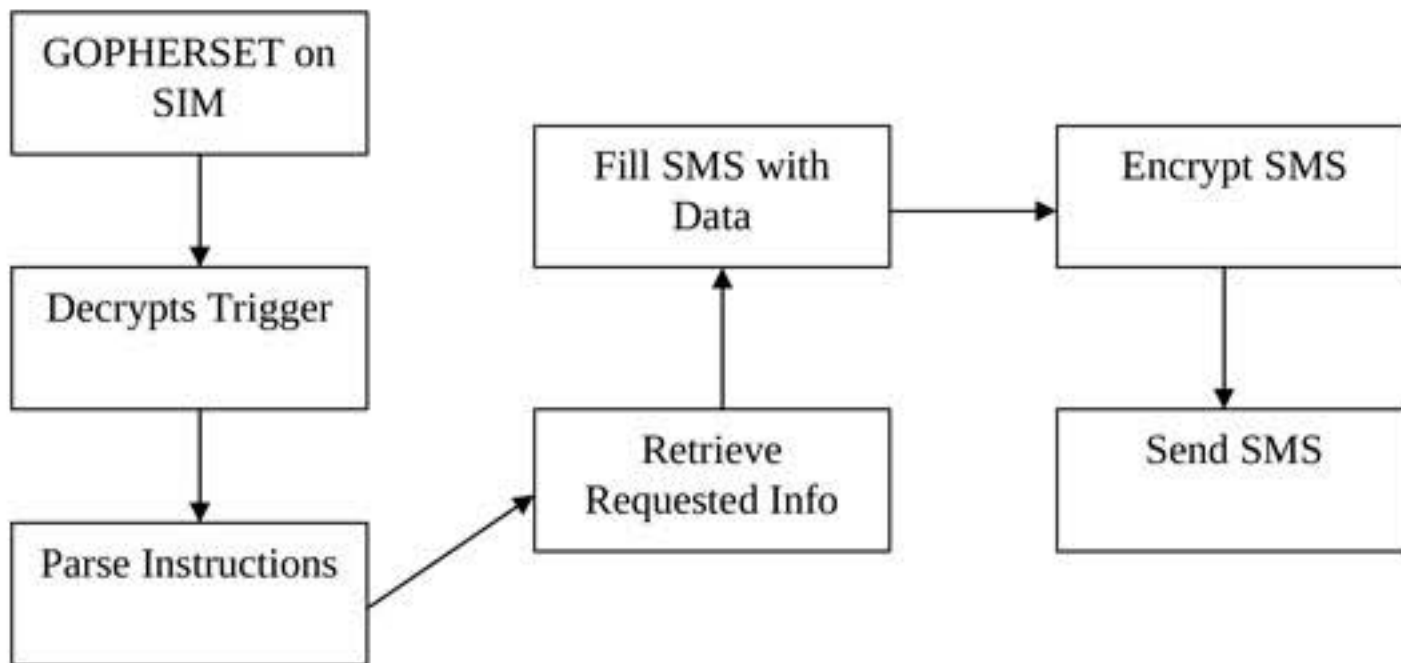 GOPHERSET on
SIM
Decrypts Trigger
Parse Instructions
Retrieve
Requested Info
Fill SMS with
Data
Encrypt SMS
Send SMS